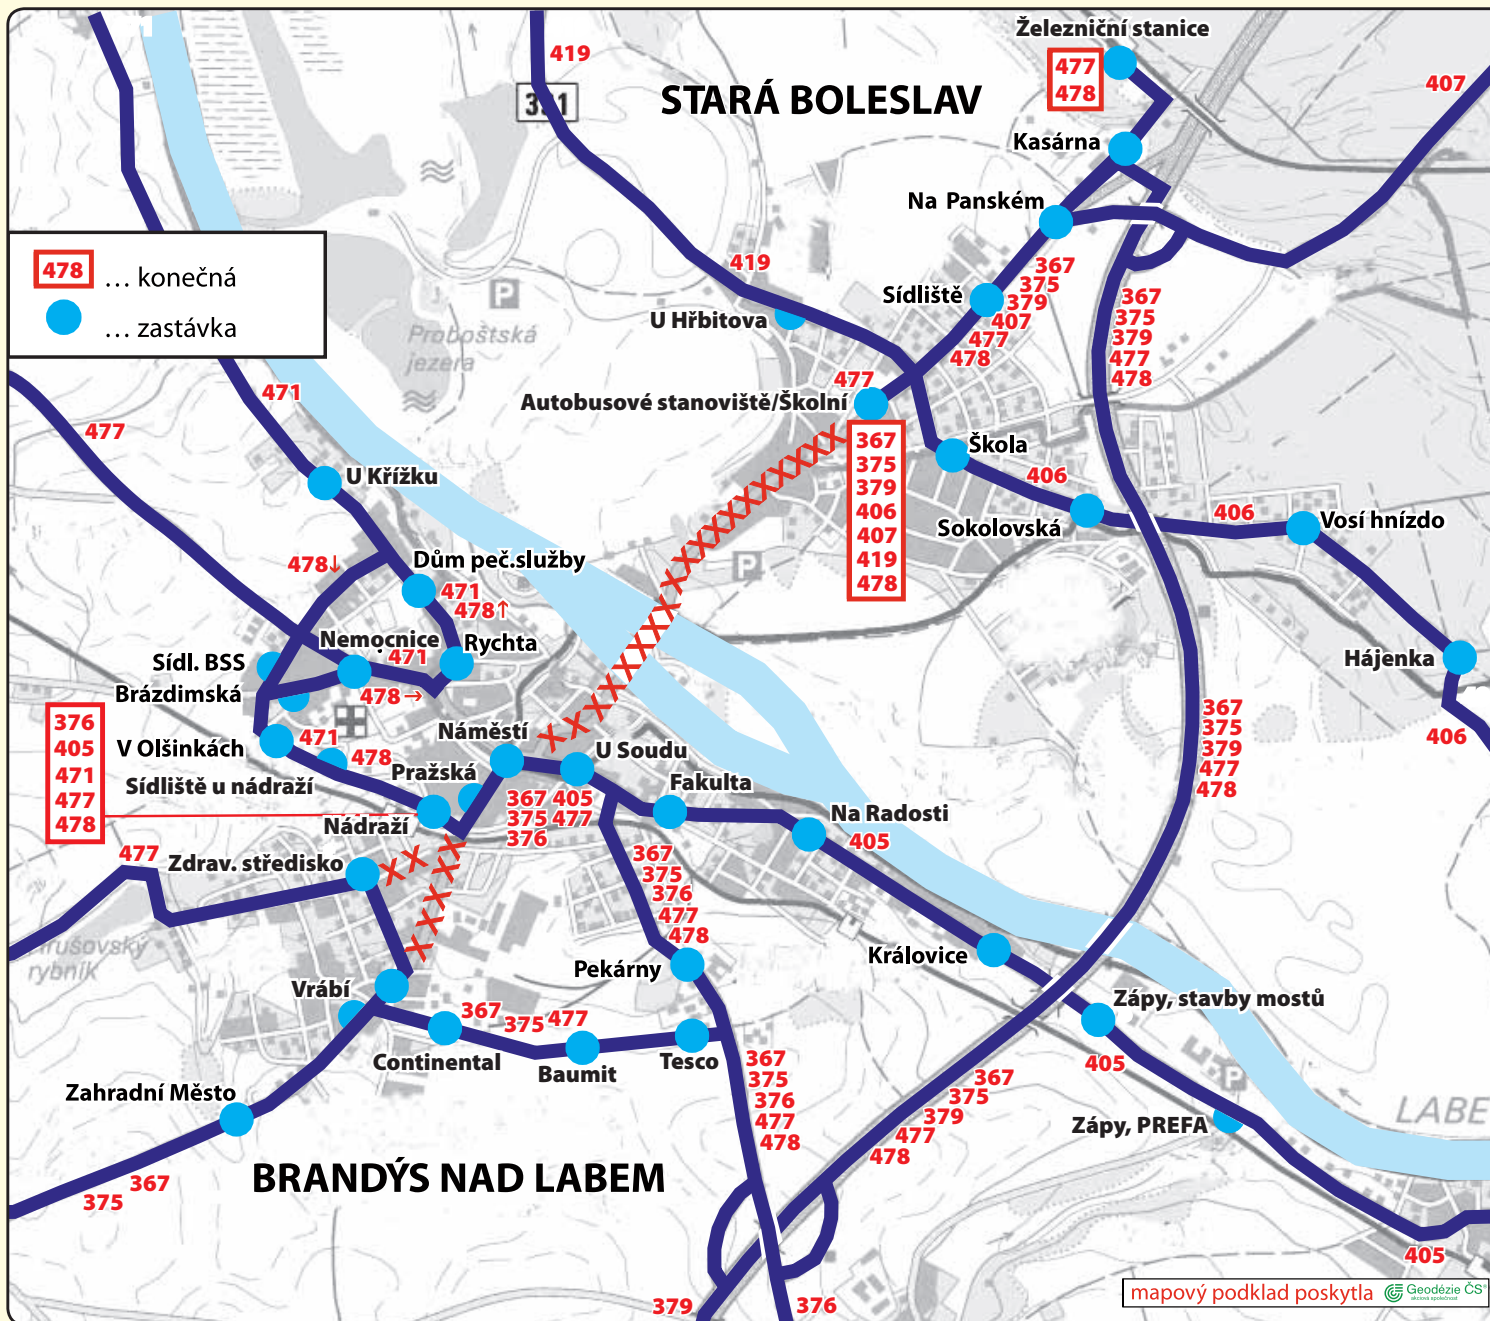 419
331
STARÁ BOLESLAV
Železniční stanice
477
478
407
Kasárna
Na Panském
478 ... konečná
... zastávka
419
367
375
379
407
477
478
Sídliště
U Hřbitova
367
375
379
477
478
P
Proboštská
jezera
471
477
477
Autobusové stanoviště/Školní
367
375
379
406
407
419
478
Škola
406
Sokolovská
406
Vosí hnízdo
U Křížku
478↓
Dům peč.služby
471
478↑
P
Nemocnice
471
Rychta
478→
Sídl. BSS
Brázdimská
Hájenka
406
376
405
471
477
478
V Olšinkách
471
478
Sídliště u nádraží
Náměstí
Pražská
U Soudu
Fakulta
367 405
375 477
376
Nádraží
Na Radosti
405
367
375
379
477
478
477
Zdrav. středisko
367
375
376
477
478
rybník
Pekárny
Královice
Vrábí
Zápy, stavby mostů
367
375
477
Continental
Baumit
Tesco
405
Zahradní Město
367
375
376
477
478
367
375
379
477
478
P
LABE
Zápy, PREFA
BRANDÝS NAD LABEM
367
375
405
379
376
mapový podklad poskytla
Geodézie ČS